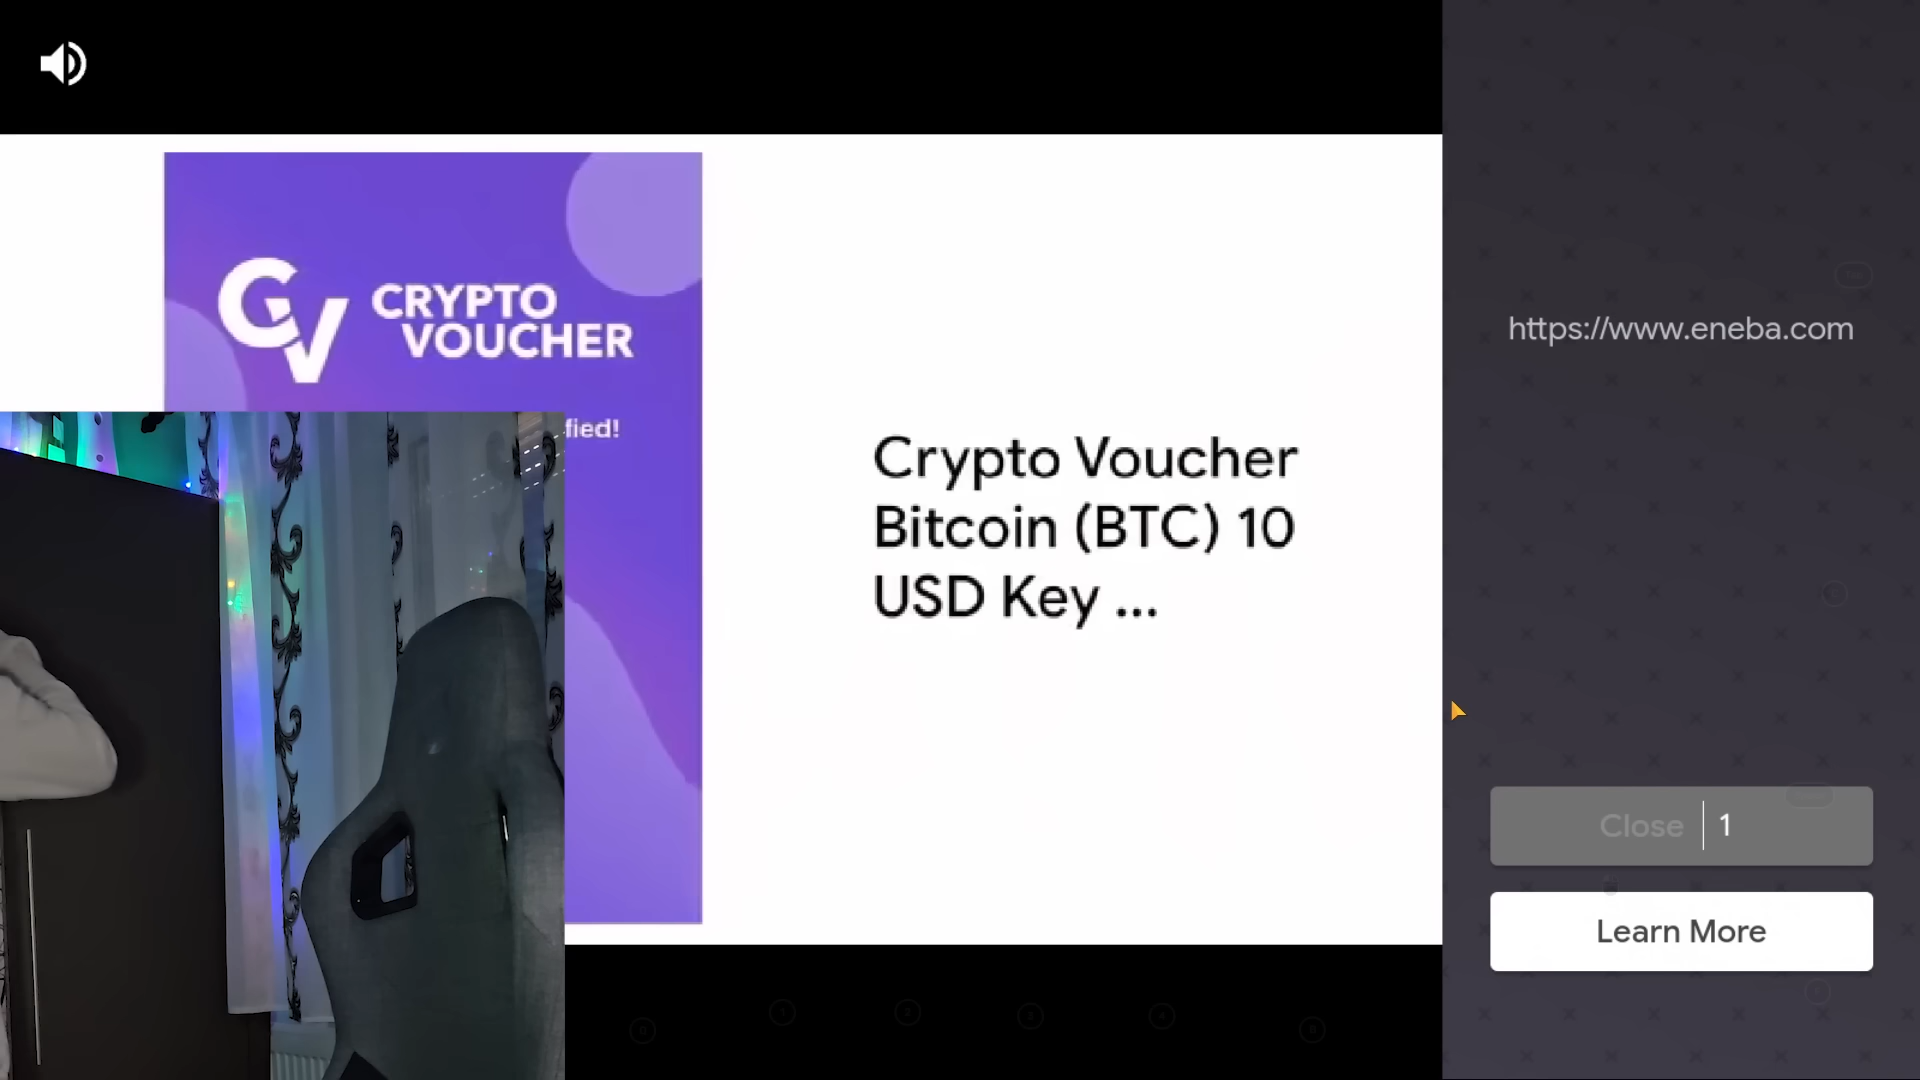 CRYPTO
VOUCHER
fied!
Crypto Voucher
Bitcoin (BTC) 10
USD Key ...
https://www.eneba.com
Close | 1
Learn More